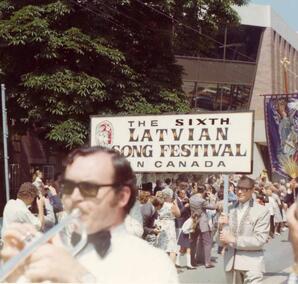 THE SIXTH
LATVIAN
SONG FESTIVAL
IN CANADA